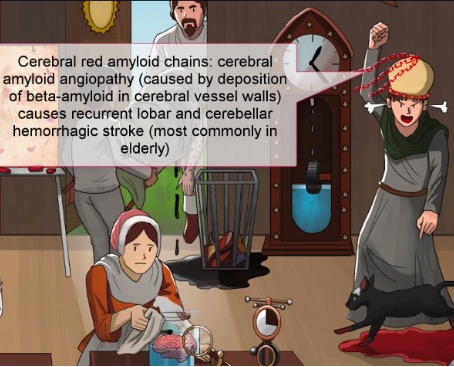 Cerebral red amyloid chains: cerebral
amyloid angiopathy (caused by deposition
of beta-amyloid in cerebral vessel walls)
causes recurrent lobar and cerebellar
hemorrhagic stroke (most commonly in
elderly)